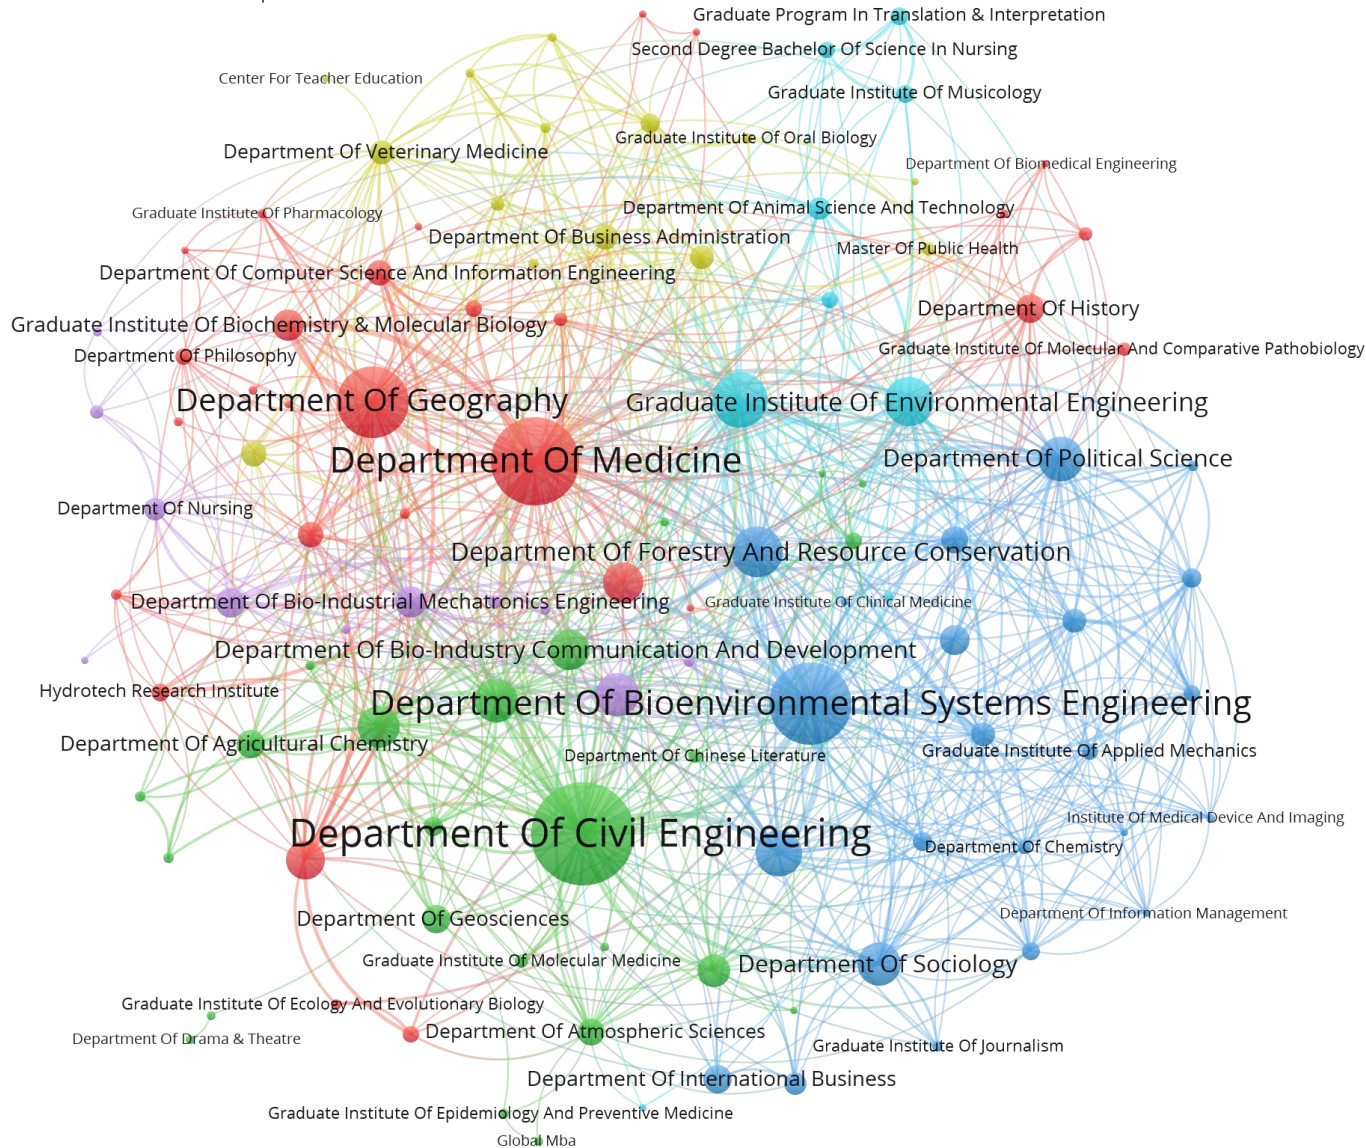 Graduate Program In Translation & Interpretation
Second Degree Bachelor Of Science In Nursing
Center For Teacher Education
Graduate Institute Of Musicology
Graduate Institute Of Oral Biology
Department Of Veterinary Medicine
Department Of Biomedical Engineering
Department Of Animal Science And Technology
Graduate Institute Of Pharmacology
Department Of Business Administration
Master Of Public Health
Department Of Computer Science And Information Engineering
Department Of History
Graduate Institute Of Biochemistry & Molecular Biology
Graduate Institute Of Molecular And Comparative Pathobiology
Department Of Philosophy
Department Of Geography
Graduate Institute Of Environmental Engineering
Department Of Medicine
Department Of Political Science
Department Of Nursing
Department Of Forestry And Resource Conservation
Department Of Bio-Industrial Mechatronics Engineering
Graduate Institute Of Clinical Medicine
Department Of Bio-Industry Communication And Development
Hydrotech Research Institute
Department Of Bioenvironmental Systems Engineering
Department Of Agricultural Chemistry
Graduate Institute Of Applied Mechanics
Department Of Chinese Literature
Institute Of Medical Device And Imaging
Department Of Civil Engineering
Department Of Chemistry
Department Of Information Management
Department Of Geosciences
Graduate Institute Of Molecular Medicine
Department Of Sociology
Graduate Institute Of Ecology And Evolutionary Biology
Department Of Atmospheric Sciences
Department Of Drama & Theatre
Graduate Institute Of Journalism
Department Of International Business
Graduate Institute Of Epidemiology And Preventive Medicine
Global Mba